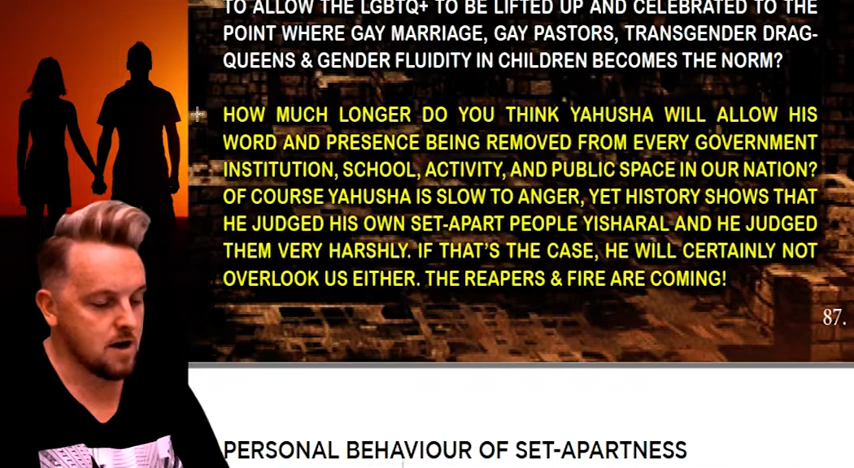 TO ALLOW THE LGBTQ+ TO BE LIFTED UP AND CELEBRATED TO THE
POINT WHERE GAY MARRIAGE, GAY PASTORS, TRANSGENDER DRAG-
QUEENS & GENDER FLUIDITY IN CHILDREN BECOMES THE NORM?
HOW MUCH LONGER DO YOU THINK YAHUSHA WILL ALLOW HIS
WORD AND PRESENCE BEING REMOVED FROM EVERY GOVERNMENT
INSTITUTION, SCHOOL, ACTIVITY, AND PUBLIC SPACE IN OUR NATION?
OF COURSE YAHUSHA IS SLOW TO ANGER, YET HISTORY SHOWS THAT
HE JUDGED HIS OWN SET-APART PEOPLE YISHARAL AND HE JUDGED
THEM VERY HARSHLY. IF THAT'S THE CASE, HE WILL CERTAINLY NOT
OVERLOOK US EITHER. THE REAPERS & FIRE ARE COMING!
87.
PERSONAL BEHAVIOUR OF SET-APARTNESS